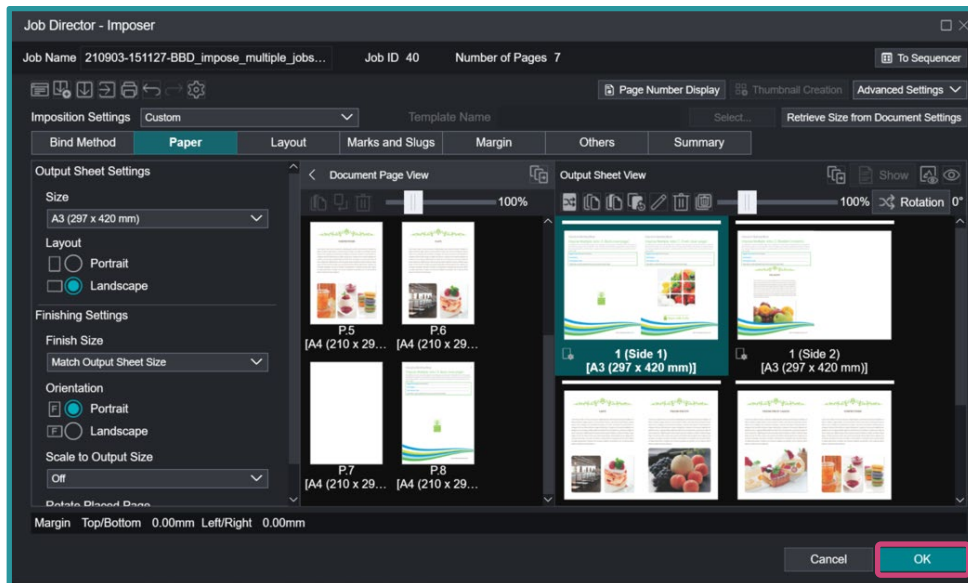 Job Director - Imposer
Job Name 210903-151127-BBD_impose_multiple_jobs... Job ID 40 Number of Pages 7 To Sequencer
Page Number Display Thumbnail Creation Advanced Settings
Imposition Settings Custom Template Name Select... Retrieve Size from Document Settings
Bind Method Paper Layout Marks and Slugs Margin Others Summary
Output Sheet Settings
Size
A3 (297 x 420 mm)
Layout
Portrait
Landscape
Finishing Settings
Finish Size
Match Output Sheet Size
Orientation
F Portrait
F Landscape
Scale to Output Size
Off
Rotate Placed Page
Document Page View
100%
P.5 P.6
[A4 (210 x 29... [A4 (210 x 29...
P.7 P.8
[A4 (210 x 29... [A4 (210 x 29...
Output Sheet View Show
100% Rotation 0°
1 (Side 1) 1 (Side 2)
[A3 (297 x 420 mm)] [A3 (297 x 420 mm)]
Margin Top/Bottom 0.00mm Left/Right 0.00mm
Cancel OK